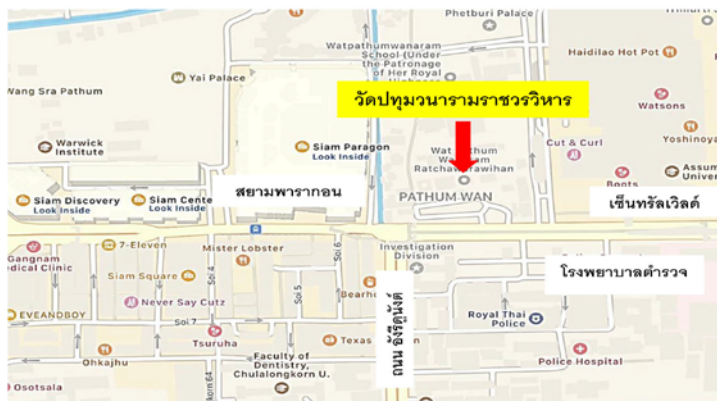 Phetburi Palace
Watpathumwanaram
School (Under
the Patronage
of Her Royal
Haidilao Hot Pot
Yai Palace
Wang Sra Pathum
วัดปทุมวนารามราชวรวิหาร
Watsons
Yoshinoya
Warwick
Institute
Siam Paragon
Look Inside
Wat Pathum
Ratchaworawihan
Cut & Curl
Boots
Siam Discovery
Look Inside
Siam Cente
Look Inside
สยามพารากอน
PATHUM WAN
เซ็นทรัลเวิลด์
7-Eleven
Mister Lobster
Soi 4
Soi 6
Investigation
Division
Gangnam
edical Clinic
Siam Square
Soi 5
โรงพยาบาลตำรวจ
Never Say Cutz
Bearhu
EVEANDBOY
Soi 7
Royal Thai
Police
ถนน อังรีดูนังต์
Tsuruha
Texas
Ohkajhu
Faculty of
Dentistry,
Chulalongkorn U.
Police Hospital
korn 64
Osotsala